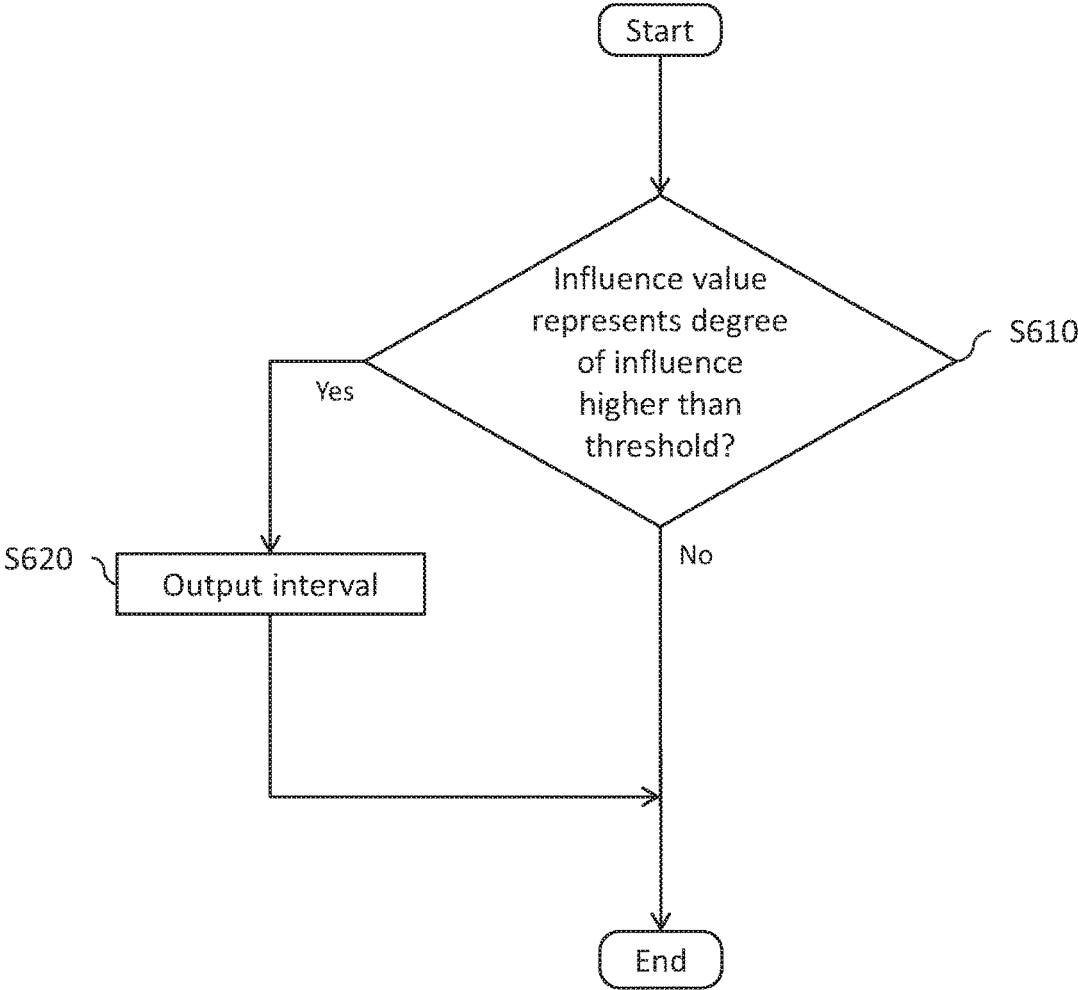 Start
Influence value
represents degree
of influence
higher than
threshold?
S610
Yes
No
S620
Output interval
End